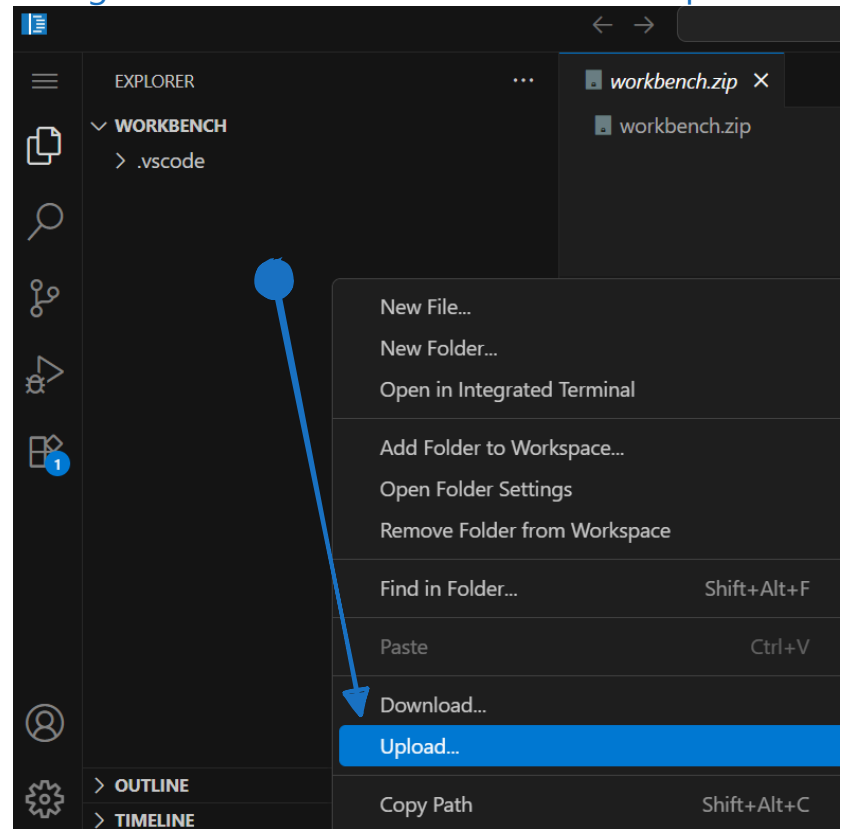 EXPLORER
workbench.zip
WORKBENCH
workbench.zip
.vscode
New File...
New Folder...
Open in Integrated Terminal
Add Folder to Workspace...
1
Open Folder Settings
Remove Folder from Workspace
Find in Folder... Shift+Alt+F
Paste Ctrl+V
Download...
Upload...
OUTLINE
Copy Path Shift+Alt+C
TIMELINE